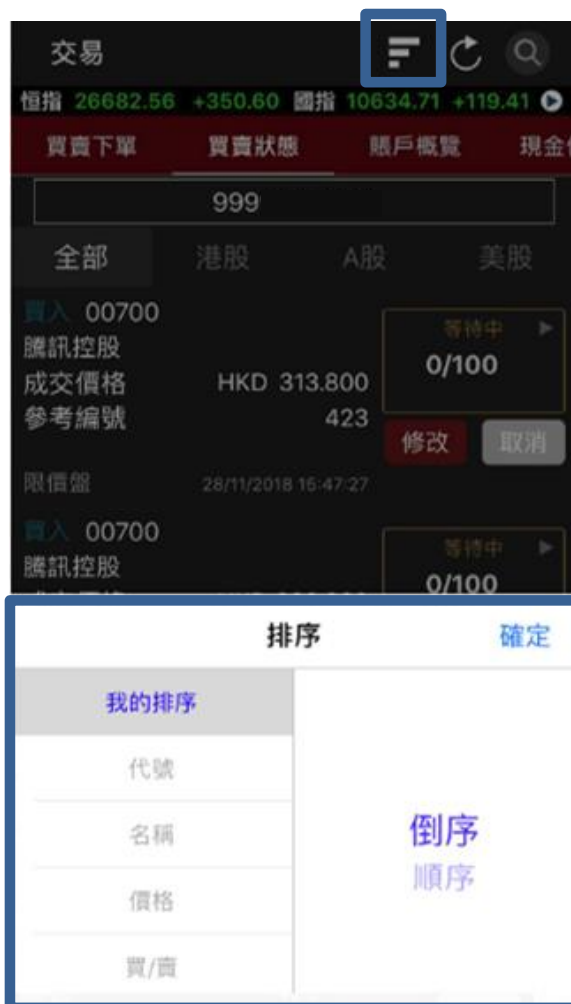 交易
恒指 26682.56 +350.60 國指 10634.71 +119.41
買賣下單 買賣狀態 賬戶概覽 現金
999
全部 港股 A股 美股
買入 00700
騰訊控股
成交價格 HKD 313.800
參考編號 423
等待中
0/100
修改 取消
限價盤 28/11/2018 15:47:27
買入 00700
騰訊控股
等待中
0/100
排序 確定
我的排序
代號
名稱
價格
買/賣
倒序
順序